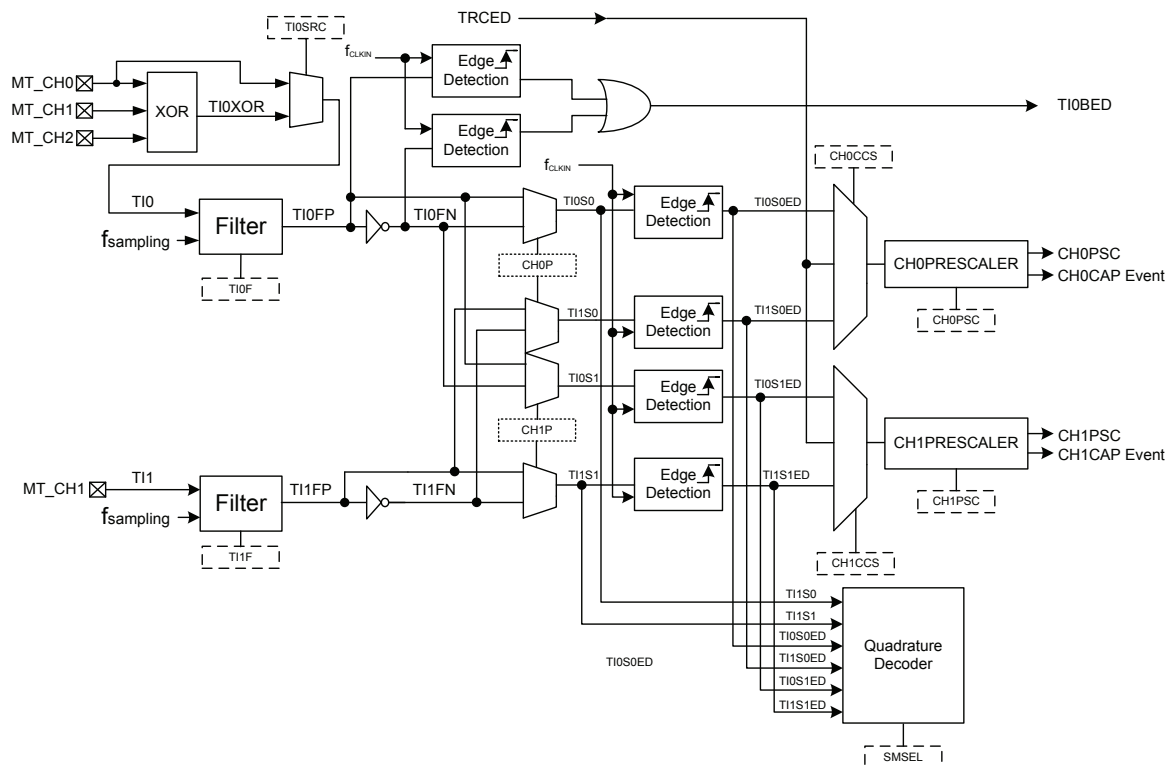 TRCED
TI0SRC
fCLKIN
Edge
Detection
MT_CH0
MT_CH1
MT_CH2
XOR
TI0XOR
TI0BED
Edge
Detection
fCLKIN
CH0CCS
TI0
Filter
fsampling
TI0FP
TI0FN
TI0S0
Edge
Detection
TI0S0ED
TI0F
CH0P
CH0PRESCALER
CH0PSC
CH0CAP Event
CH0PSC
TI1S0
Edge
Detection
TI1S0ED
TI0S1
Edge
Detection
TI0S1ED
CH1P
CH1PRESCALER
CH1PSC
CH1CAP Event
CH1PSC
MT_CH1
TI1
Filter
fsampling
TI1FP
TI1FN
TI1S1
Edge
Detection
TI1S1ED
TI1F
CH1CCS
TI1S0
TI1S1
TI0S0ED
TI1S0ED
TI0S1ED
TI1S1ED
TI0S0ED
Quadrature
Decoder
SMSEL